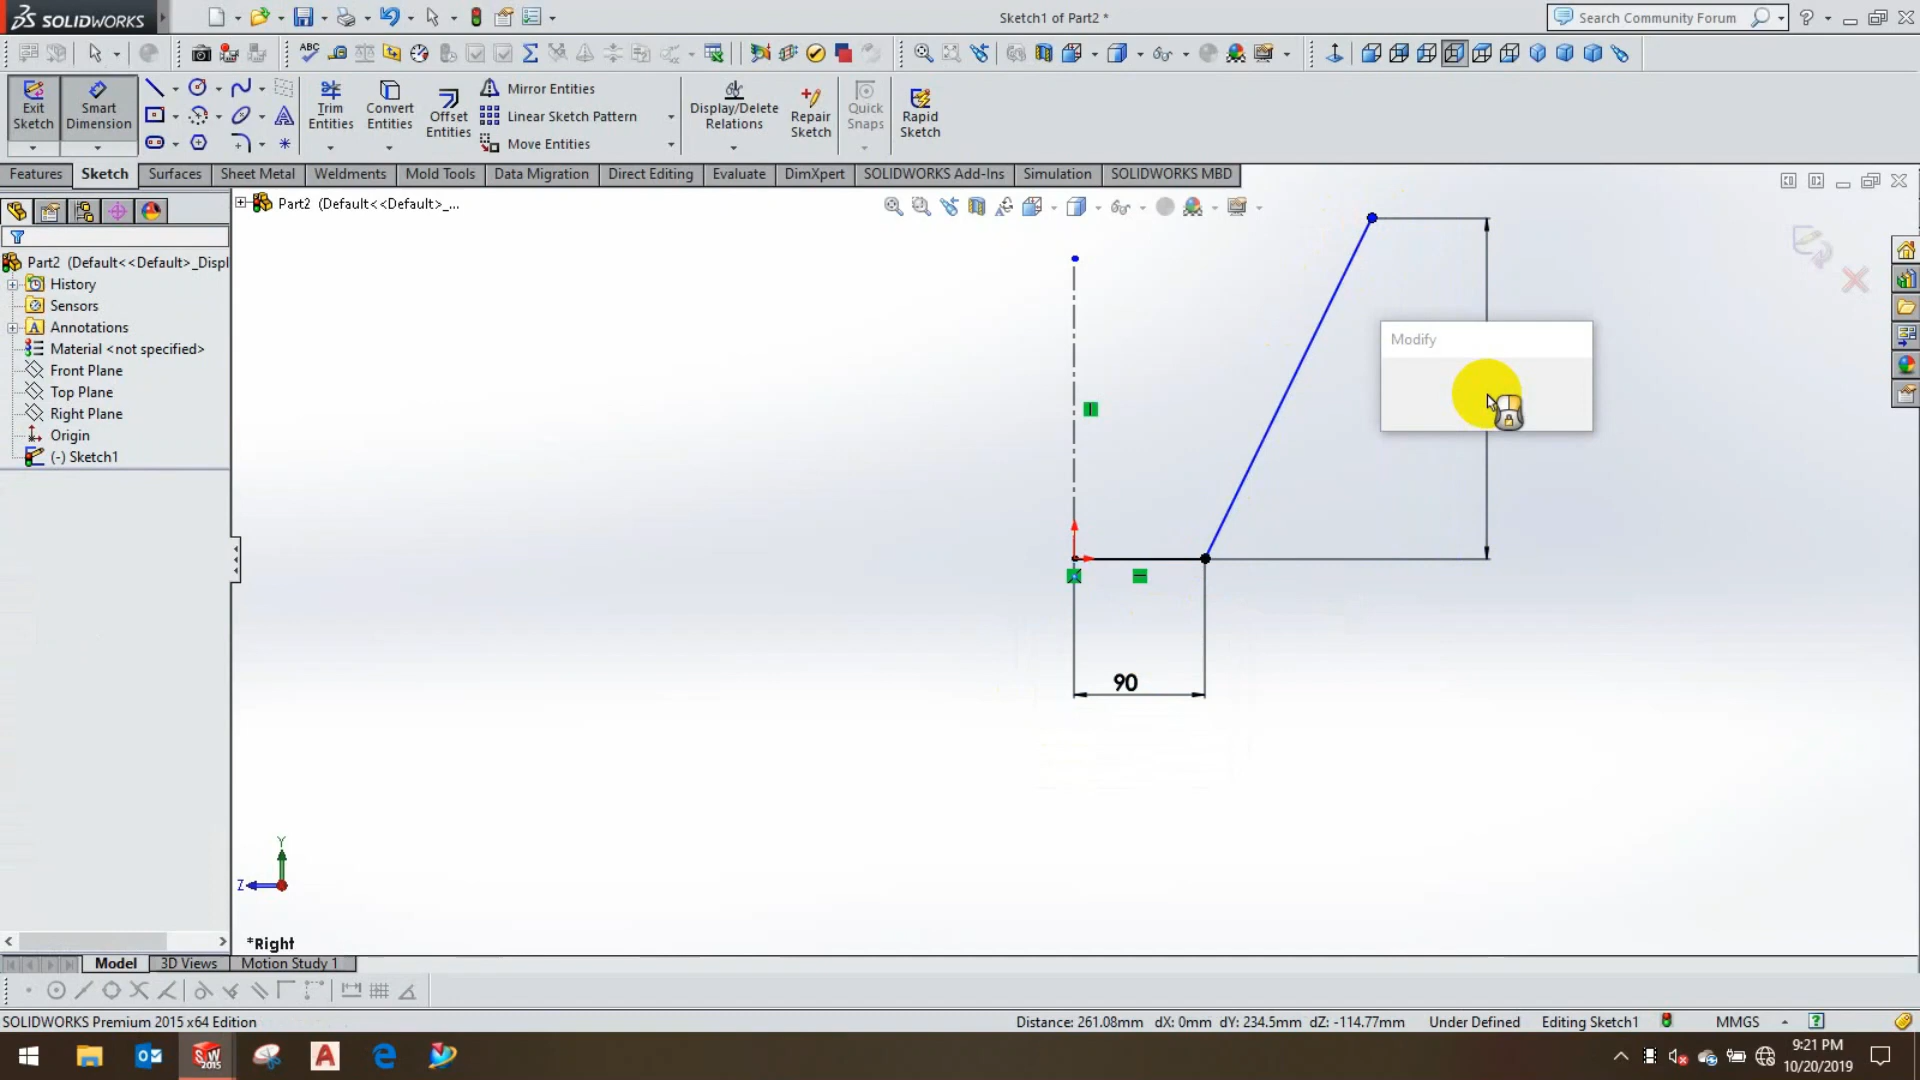 SOLIDWORKS
Sketch1 of Part2 *
Search Community Forum
Exit Sketch
Smart Dimension
Trim Entities
Convert Entities
Offset Entities
Mirror Entities
Linear Sketch Pattern
Move Entities
Display/Delete Relations
Repair Sketch
Quick Snaps
Rapid Sketch
Features
Sketch
Surfaces
Sheet Metal
Weldments
Mold Tools
Data Migration
Direct Editing
Evaluate
DimXpert
SOLIDWORKS Add-Ins
Simulation
SOLIDWORKS MBD
Part2 (Default<<Default>_...
Part2 (Default<<Default>_Displ
History
Sensors
Annotations
Material <not specified>
Front Plane
Top Plane
Right Plane
Origin
(-) Sketch1
Modify
90
Y
Z
*Right
Model
3D Views
Motion Study 1
SOLIDWORKS Premium 2015 x64 Edition
Distance: 261.08mm dX: 0mm dY: 234.5mm dZ: -114.77mm
Under Defined
Editing Sketch1
MMGS
9:21 PM
10/20/2019